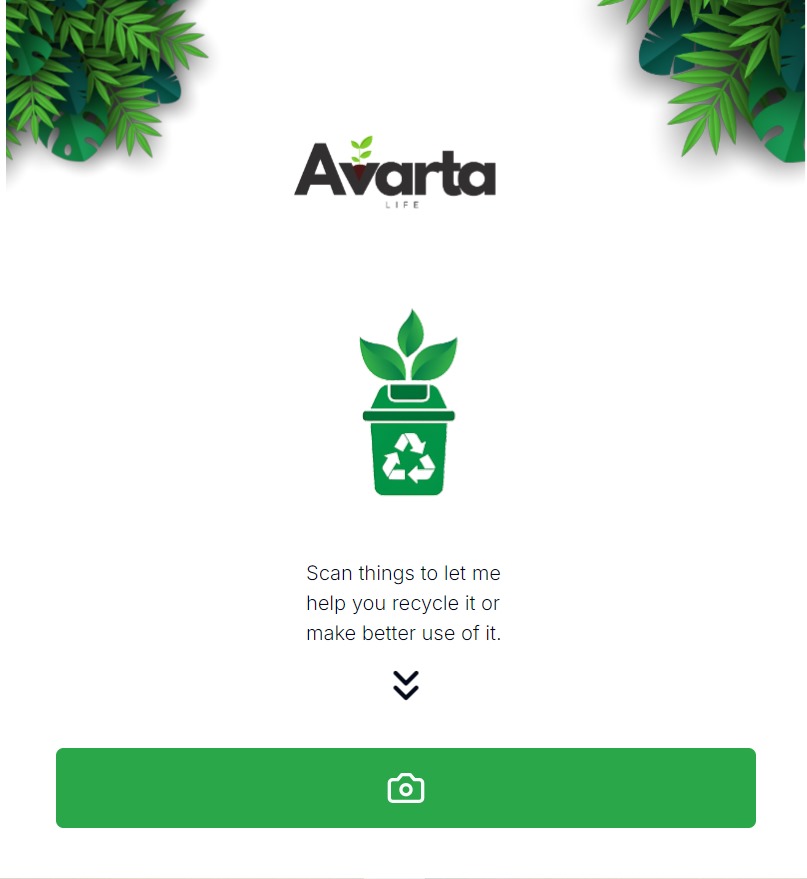 Avarta
LIFE
Scan things to let me
help you recycle it or
make better use of it.